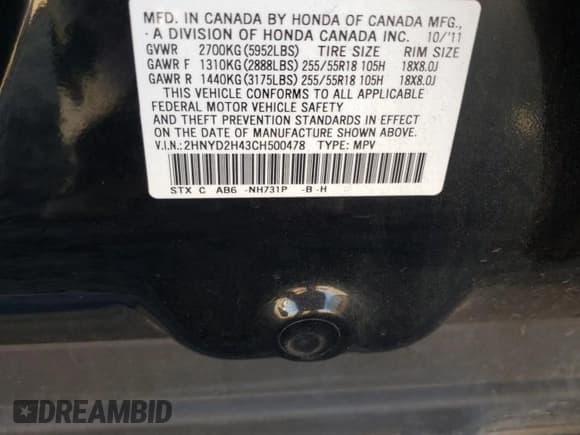 MFD. IN CANADA BY HONDA OF CANADA MFG.,
A DIVISION OF HONDA CANADA INC. 10/'11
GVWR 2700KG(5952LBS) TIRE SIZE RIM SIZE
GAWR F 1310KG(2888LBS) 255/55R18 105H 18X8.0J
GAWR R 1440KG(3175LBS) 255/55R18 105H 18X8.0J
THIS VEHICLE CONFORMS TO ALL APPLICABLE
FEDERAL MOTOR VEHICLE SAFETY
AND THEFT PREVENTION STANDARDS IN EFFECT
ON THE DATE OF MANUFACTURE SHOWN ABOVE.
V.I.N.:2HNYD2H43CH500478 TYPE: MPV
STX C AB6 -NH731P -B-H
DREAMBID